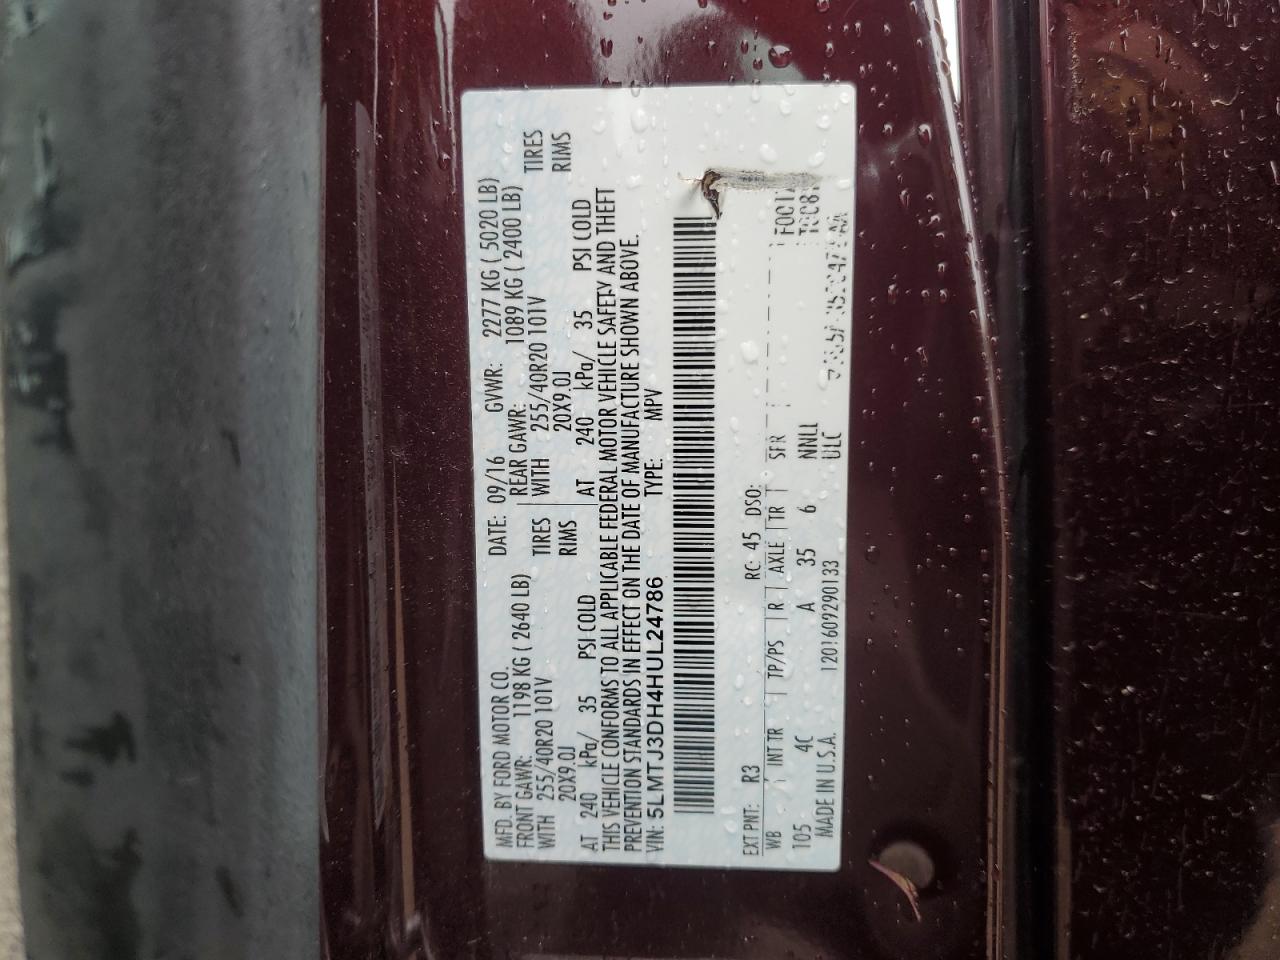 MFD. BY FORD MOTOR CO.
DATE: 09/16 GVWR: 2277 KG ( 5020 LB)
FRONT GAWR: 1198 KG ( 2640 LB)
REAR GAWR: 1089 KG ( 2400 LB)
WITH 255/40R20 101V TIRES
WITH 255/40R20 101V TIRES
20X9.0J RIMS
20X9.0J RIMS
AT 240 kPa/ 35 PSI COLD
AT 240 kPa/ 35 PSI COLD
THIS VEHICLE CONFORMS TO ALL APPLICABLE FEDERAL MOTOR VEHICLE SAFETY AND THEFT
PREVENTION STANDARDS IN EFFECT ON THE DATE OF MANUFACTURE SHOWN ABOVE.
VIN: 5LMTJ3DH4HUL24786 TYPE: MPV
EXT PNT: R3 RC: 45 DSO:
WB INT TR TP/PS R AXLE TR SPR
105 4C A 35 6 NNLL
MADE IN U.S.A. 1201609290133 ULC